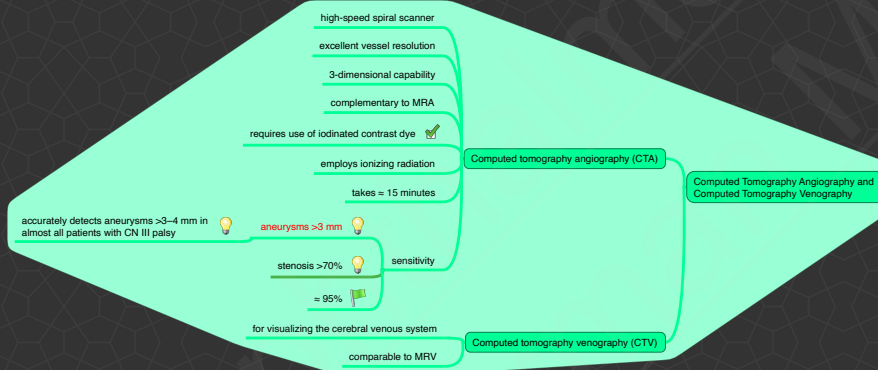 high-speed spiral scanner
excellent vessel resolution
3-dimensional capability
complementary to MRA
requires use of iodinated contrast dye
employs ionizing radiation
takes ≈ 15 minutes
Computed tomography angiography (CTA)
Computed Tomography Angiography and
Computed Tomography Venography
accurately detects aneurysms >3–4 mm in
almost all patients with CN III palsy
aneurysms >3 mm
stenosis >70%
≈ 95%
sensitivity
for visualizing the cerebral venous system
comparable to MRV
Computed tomography venography (CTV)